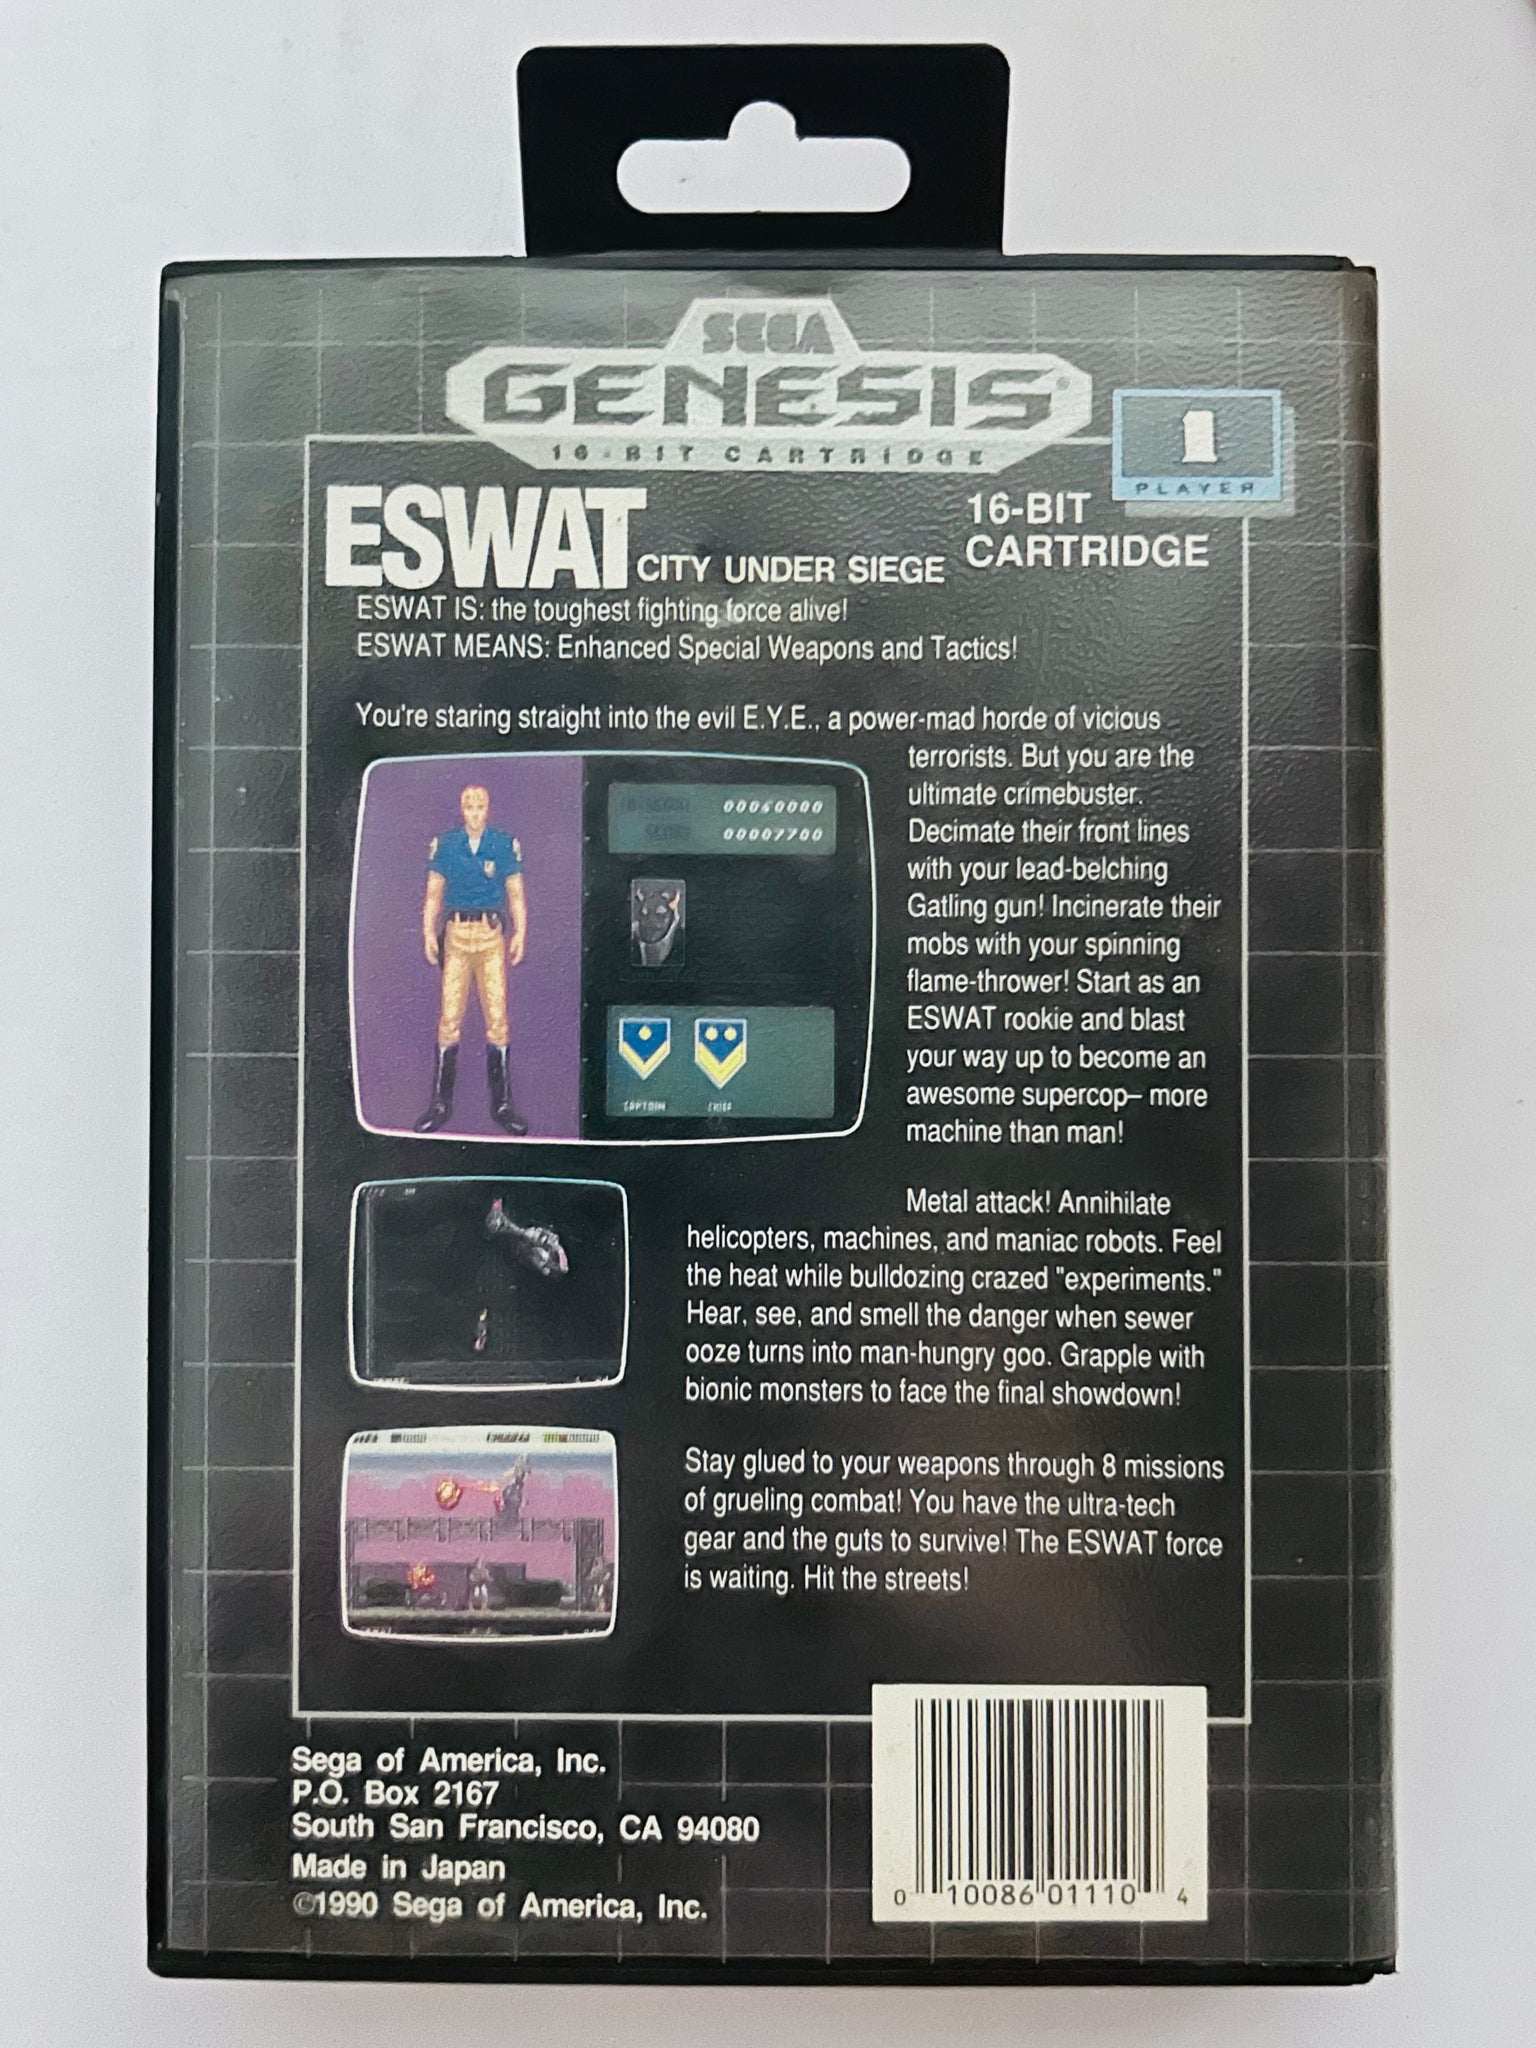 SEGA
GENESIS®
16-BIT CARTRIDGE
1
PLAYER
ESWAT CITY UNDER SIEGE
16-BIT
CARTRIDGE
ESWAT IS: the toughest fighting force alive!
ESWAT MEANS: Enhanced Special Weapons and Tactics!
You're staring straight into the evil E.Y.E., a power-mad horde of vicious
terrorists. But you are the
ultimate crimebuster.
Decimate their front lines
with your lead-belching
Gatling gun! Incinerate their
mobs with your spinning
flame-thrower! Start as an
ESWAT rookie and blast
your way up to become an
awesome supercop– more
machine than man!
00060000
00007700
CAPTAIN
Metal attack! Annihilate
helicopters, machines, and maniac robots. Feel
the heat while bulldozing crazed "experiments."
Hear, see, and smell the danger when sewer
ooze turns into man-hungry goo. Grapple with
bionic monsters to face the final showdown!
Stay glued to your weapons through 8 missions
of grueling combat! You have the ultra-tech
gear and the guts to survive! The ESWAT force
is waiting. Hit the streets!
Sega of America, Inc.
P.O. Box 2167
South San Francisco, CA 94080
Made in Japan
©1990 Sega of America, Inc.
0 10086 01110 4